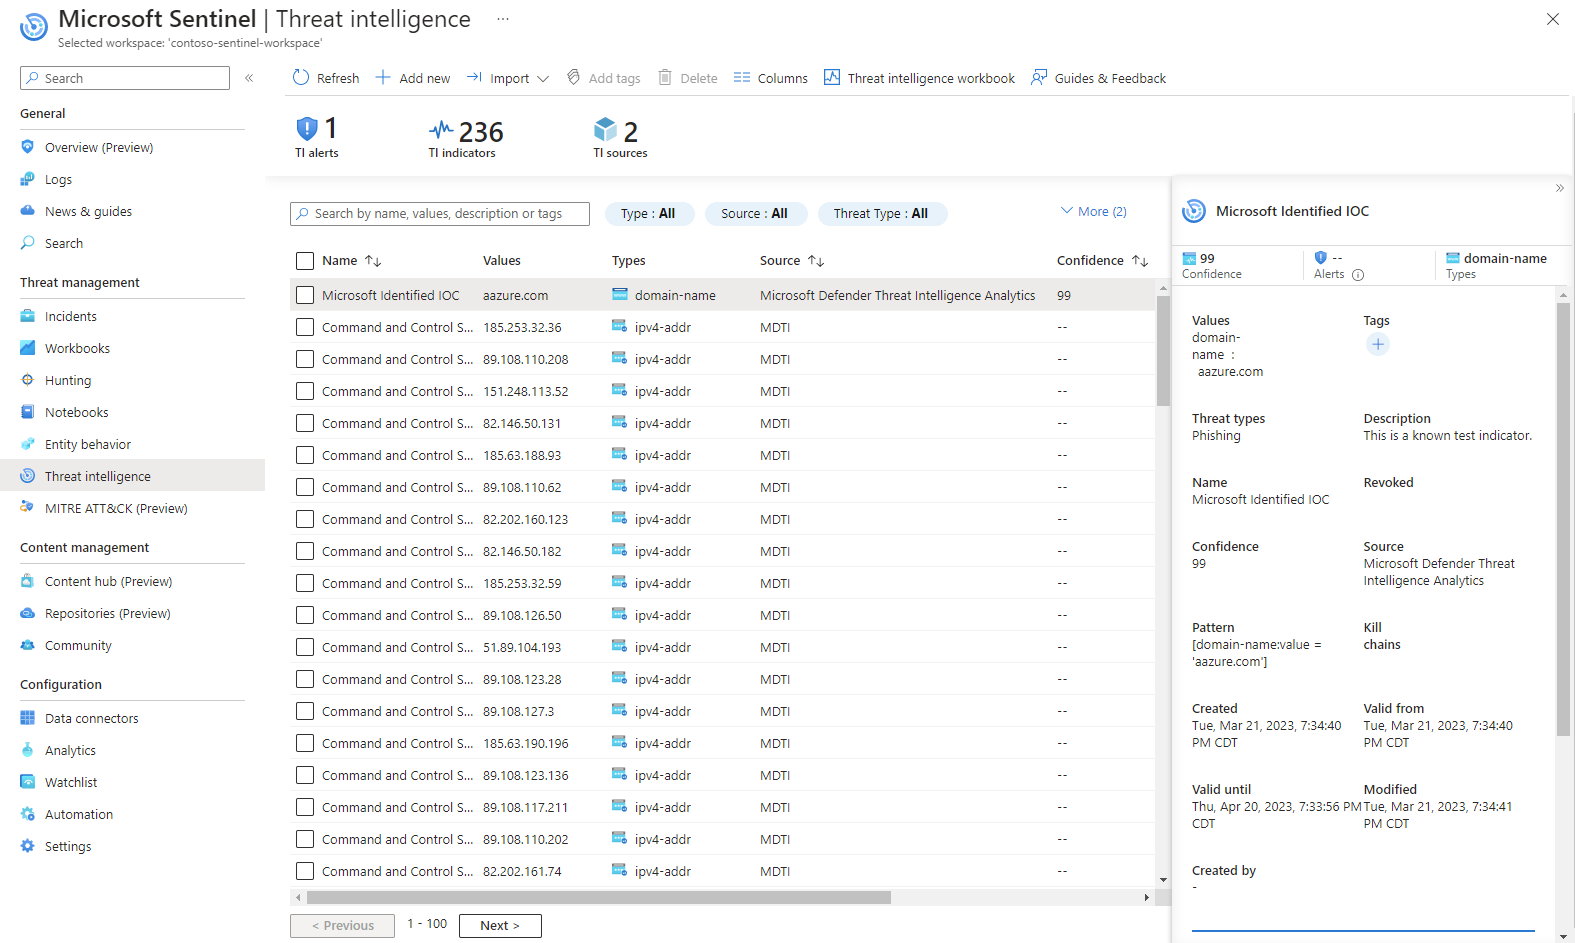 Microsoft Sentinel | Threat intelligence ...
Selected workspace: 'contoso-sentinel-workspace'
Search
«
General
Overview (Preview)
Logs
News & guides
Search
Threat management
Incidents
Workbooks
Hunting
Notebooks
Entity behavior
Threat intelligence
MITRE ATT&CK (Preview)
Content management
Content hub (Preview)
Repositories (Preview)
Community
Configuration
Data connectors
Analytics
Watchlist
Automation
Settings
Refresh Add new Import Add tags Delete Columns Threat intelligence workbook Guides & Feedback
1 236 2
TI alerts TI indicators TI sources
Search by name, values, description or tags Type : All Source : All Threat Type : All More (2)
Name Values Types Source Confidence
Microsoft Identified IOC aazure.com domain-name Microsoft Defender Threat Intelligence Analytics 99
Command and Control S... 185.253.32.36 ipv4-addr MDTI --
Command and Control S... 89.108.110.208 ipv4-addr MDTI --
Command and Control S... 151.248.113.52 ipv4-addr MDTI --
Command and Control S... 82.146.50.131 ipv4-addr MDTI --
Command and Control S... 185.63.188.93 ipv4-addr MDTI --
Command and Control S... 89.108.110.62 ipv4-addr MDTI --
Command and Control S... 82.202.160.123 ipv4-addr MDTI --
Command and Control S... 82.146.50.182 ipv4-addr MDTI --
Command and Control S... 185.253.32.59 ipv4-addr MDTI --
Command and Control S... 89.108.126.50 ipv4-addr MDTI --
Command and Control S... 51.89.104.193 ipv4-addr MDTI --
Command and Control S... 89.108.123.28 ipv4-addr MDTI --
Command and Control S... 89.108.127.3 ipv4-addr MDTI --
Command and Control S... 185.63.190.196 ipv4-addr MDTI --
Command and Control S... 89.108.123.136 ipv4-addr MDTI --
Command and Control S... 89.108.117.211 ipv4-addr MDTI --
Command and Control S... 89.108.110.202 ipv4-addr MDTI --
Command and Control S... 82.202.161.74 ipv4-addr MDTI --
< Previous 1 - 100 Next >
»
Microsoft Identified IOC
99 -- domain-name
Confidence Alerts Types
Values Tags
domain-
name :
aazure.com
Threat types Description
Phishing This is a known test indicator.
Name Revoked
Microsoft Identified IOC
Confidence Source
99 Microsoft Defender Threat
Intelligence Analytics
Pattern Kill
[domain-name:value = chains
'aazure.com']
Created Valid from
Tue, Mar 21, 2023, 7:34:40 Tue, Mar 21, 2023, 7:34:40
PM CDT PM CDT
Valid until Modified
Thu, Apr 20, 2023, 7:33:56 PM Tue, Mar 21, 2023, 7:34:41
CDT PM CDT
Created by
-